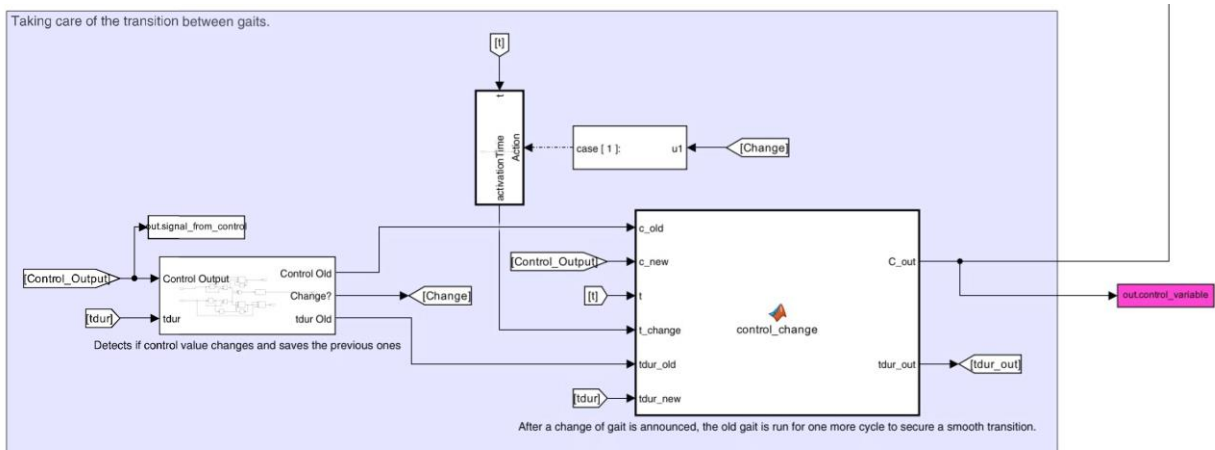 Taking care of the transition between gaits.
[t]
t
activationTime
Action
case [ 1 ]:
u1
[Change]
out.signal_from_control
[Control_Output]
Control Output
tdur
Control Old
Change?
tdur Old
[Change]
[tdur]
Detects if control value changes and saves the previous ones
c_old
[Control_Output]
c_new
[t]
t
t_change
tdur_old
[tdur]
tdur_new
control_change
C_out
tdur_out
[tdur_out]
out.control_variable
After a change of gait is announced, the old gait is run for one more cycle to secure a smooth transition.